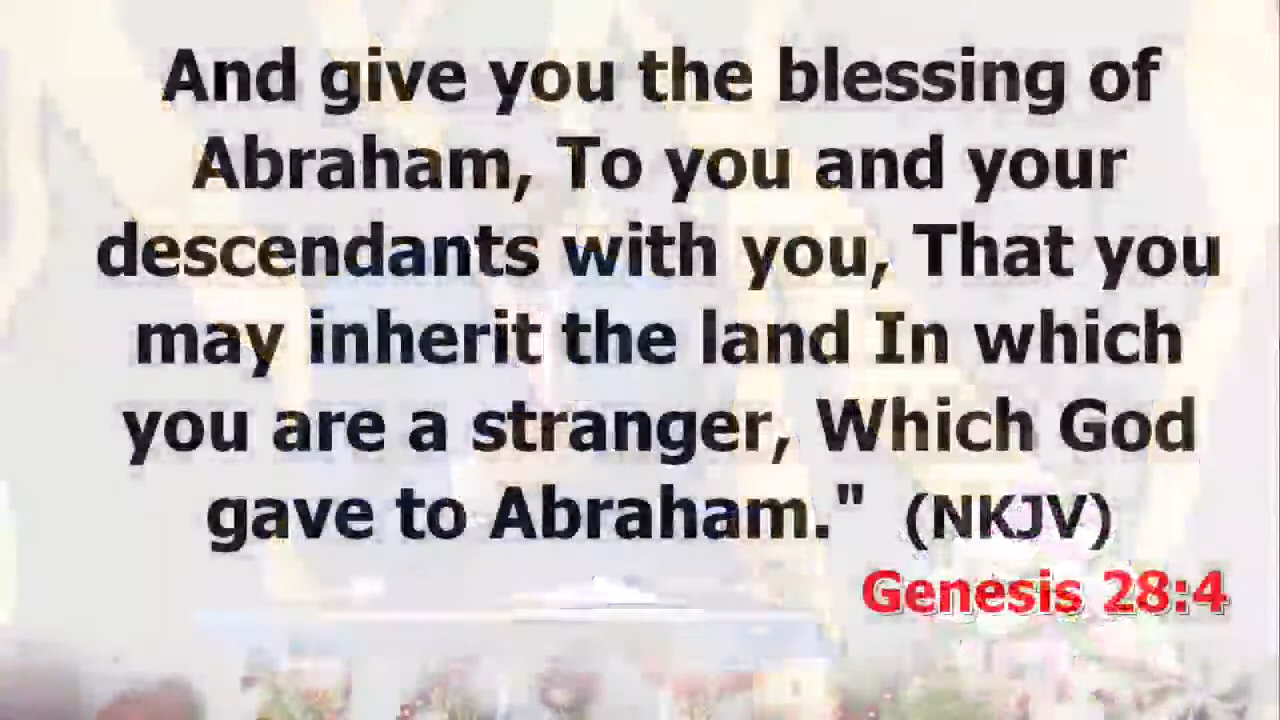 And give you the blessing of
Abraham, To you and your
descendants with you, That you
may inherit the land In which
you are a stranger, Which God
gave to Abraham." (NKJV)
Genesis 28:4